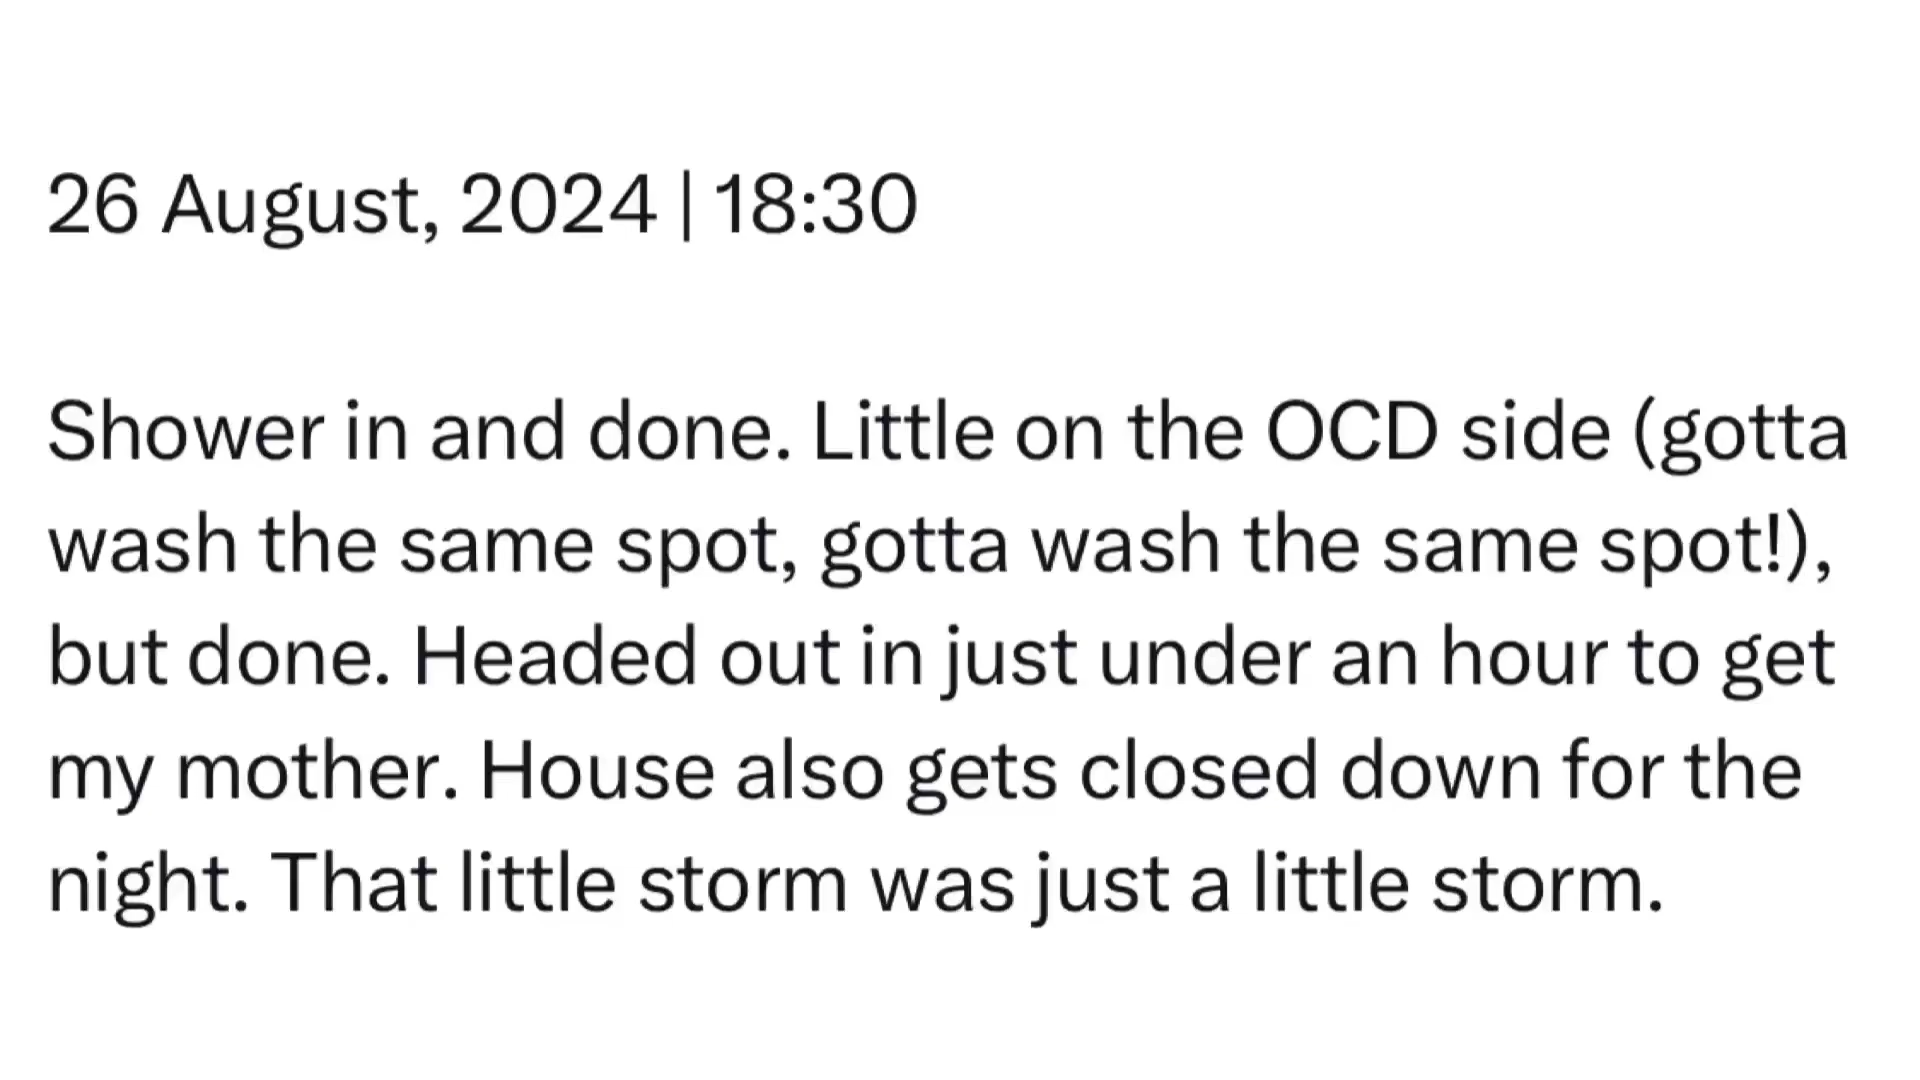 26 August, 2024 | 18:30
Shower in and done. Little on the OCD side (gotta
wash the same spot, gotta wash the same spot!),
but done. Headed out in just under an hour to get
my mother. House also gets closed down for the
night. That little storm was just a little storm.